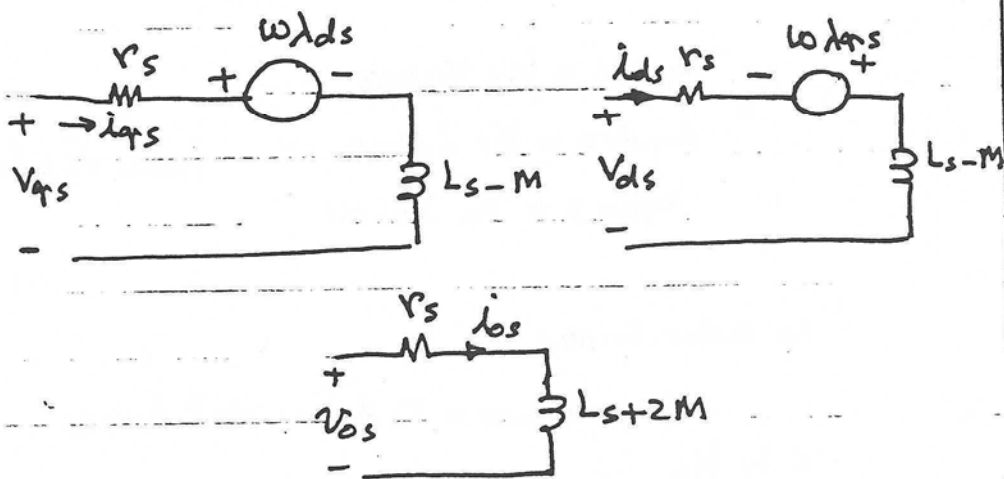 ωλds ωλqs
rs + - ids rs - +
+ → iqs +
Vqs Ls-M Vds Ls-M
- -
rs ios
+
Vos Ls+2M
-